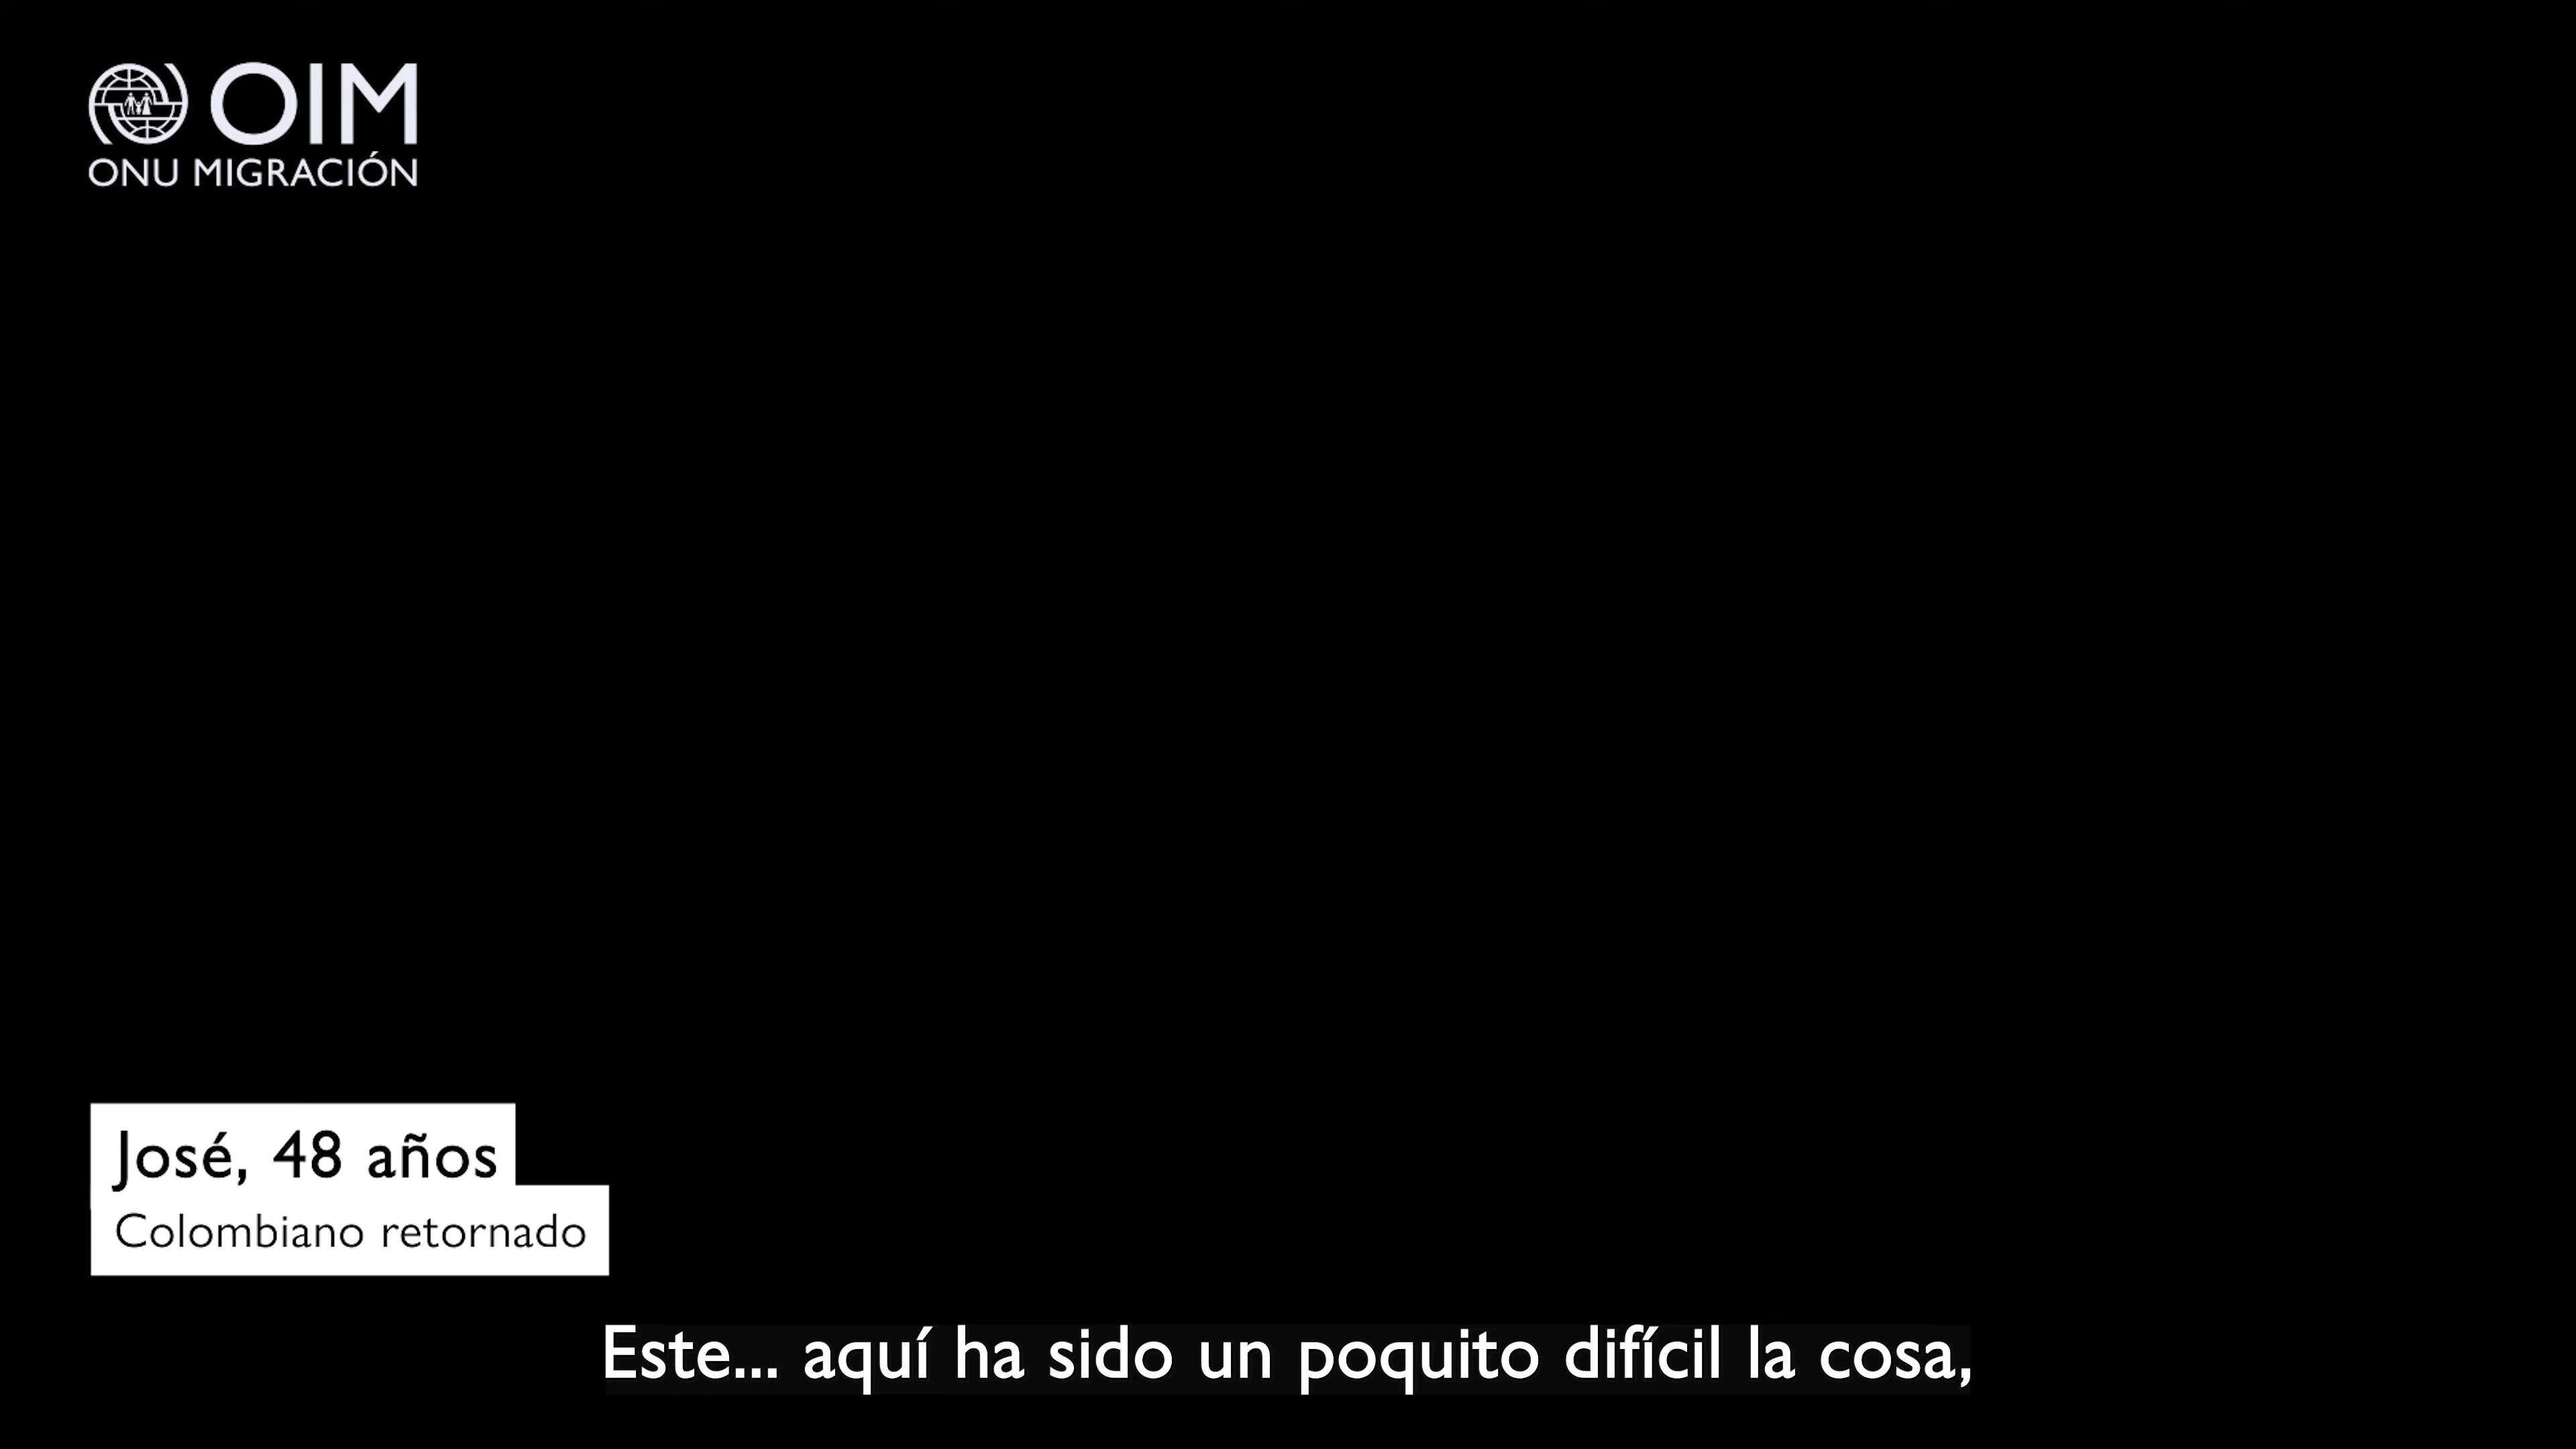 OIM
ONU MIGRACIÓN
José, 48 años
Colombiano retornado
Este... aquí ha sido un poquito difícil la cosa,